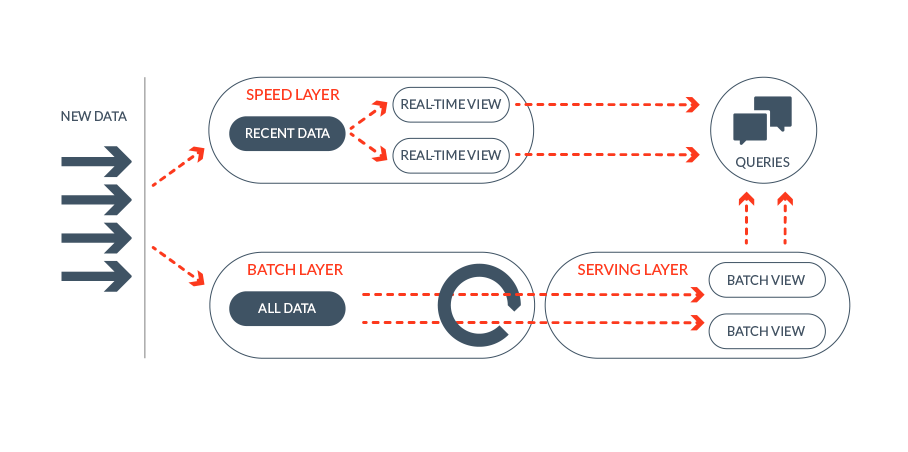 NEW DATA
SPEED LAYER
RECENT DATA
REAL-TIME VIEW
REAL-TIME VIEW
QUERIES
BATCH LAYER
ALL DATA
SERVING LAYER
BATCH VIEW
BATCH VIEW